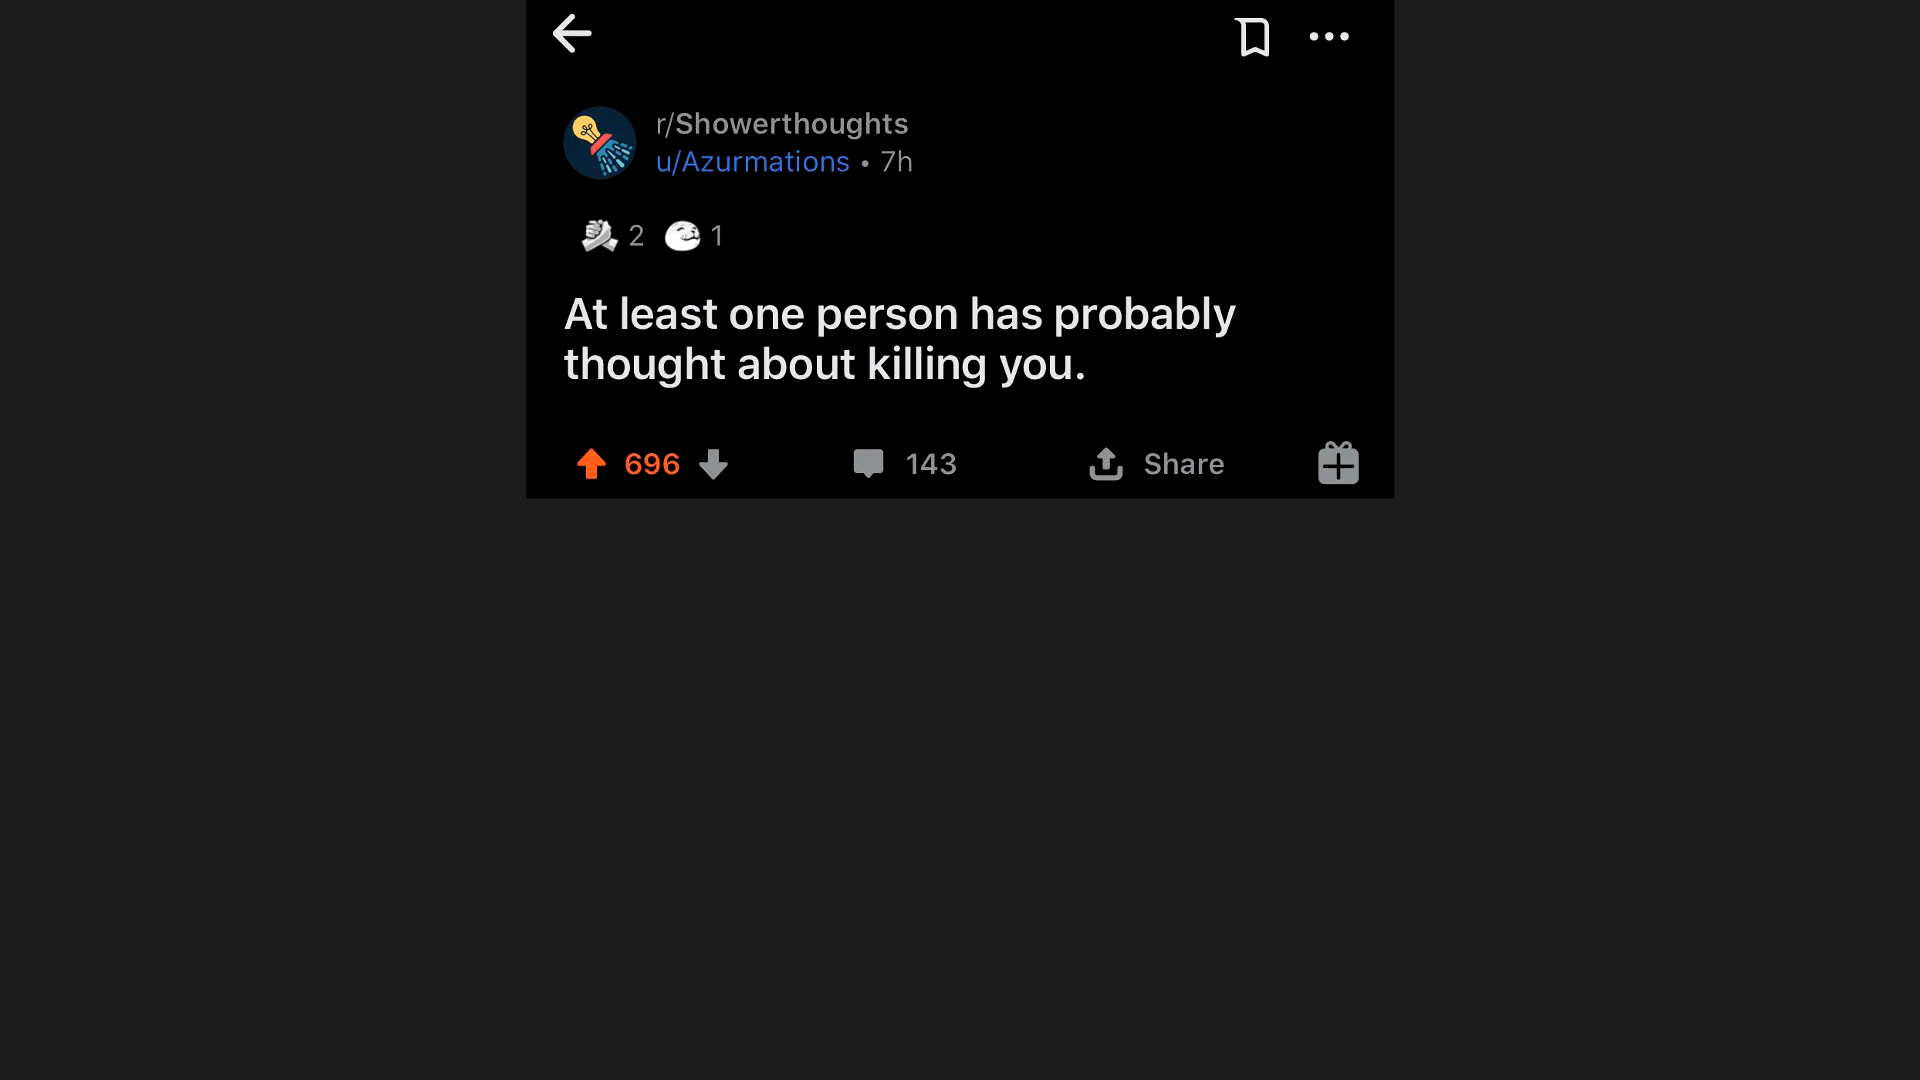 r/Showerthoughts
u/Azurmations • 7h
2 1
At least one person has probably
thought about killing you.
696 143 Share